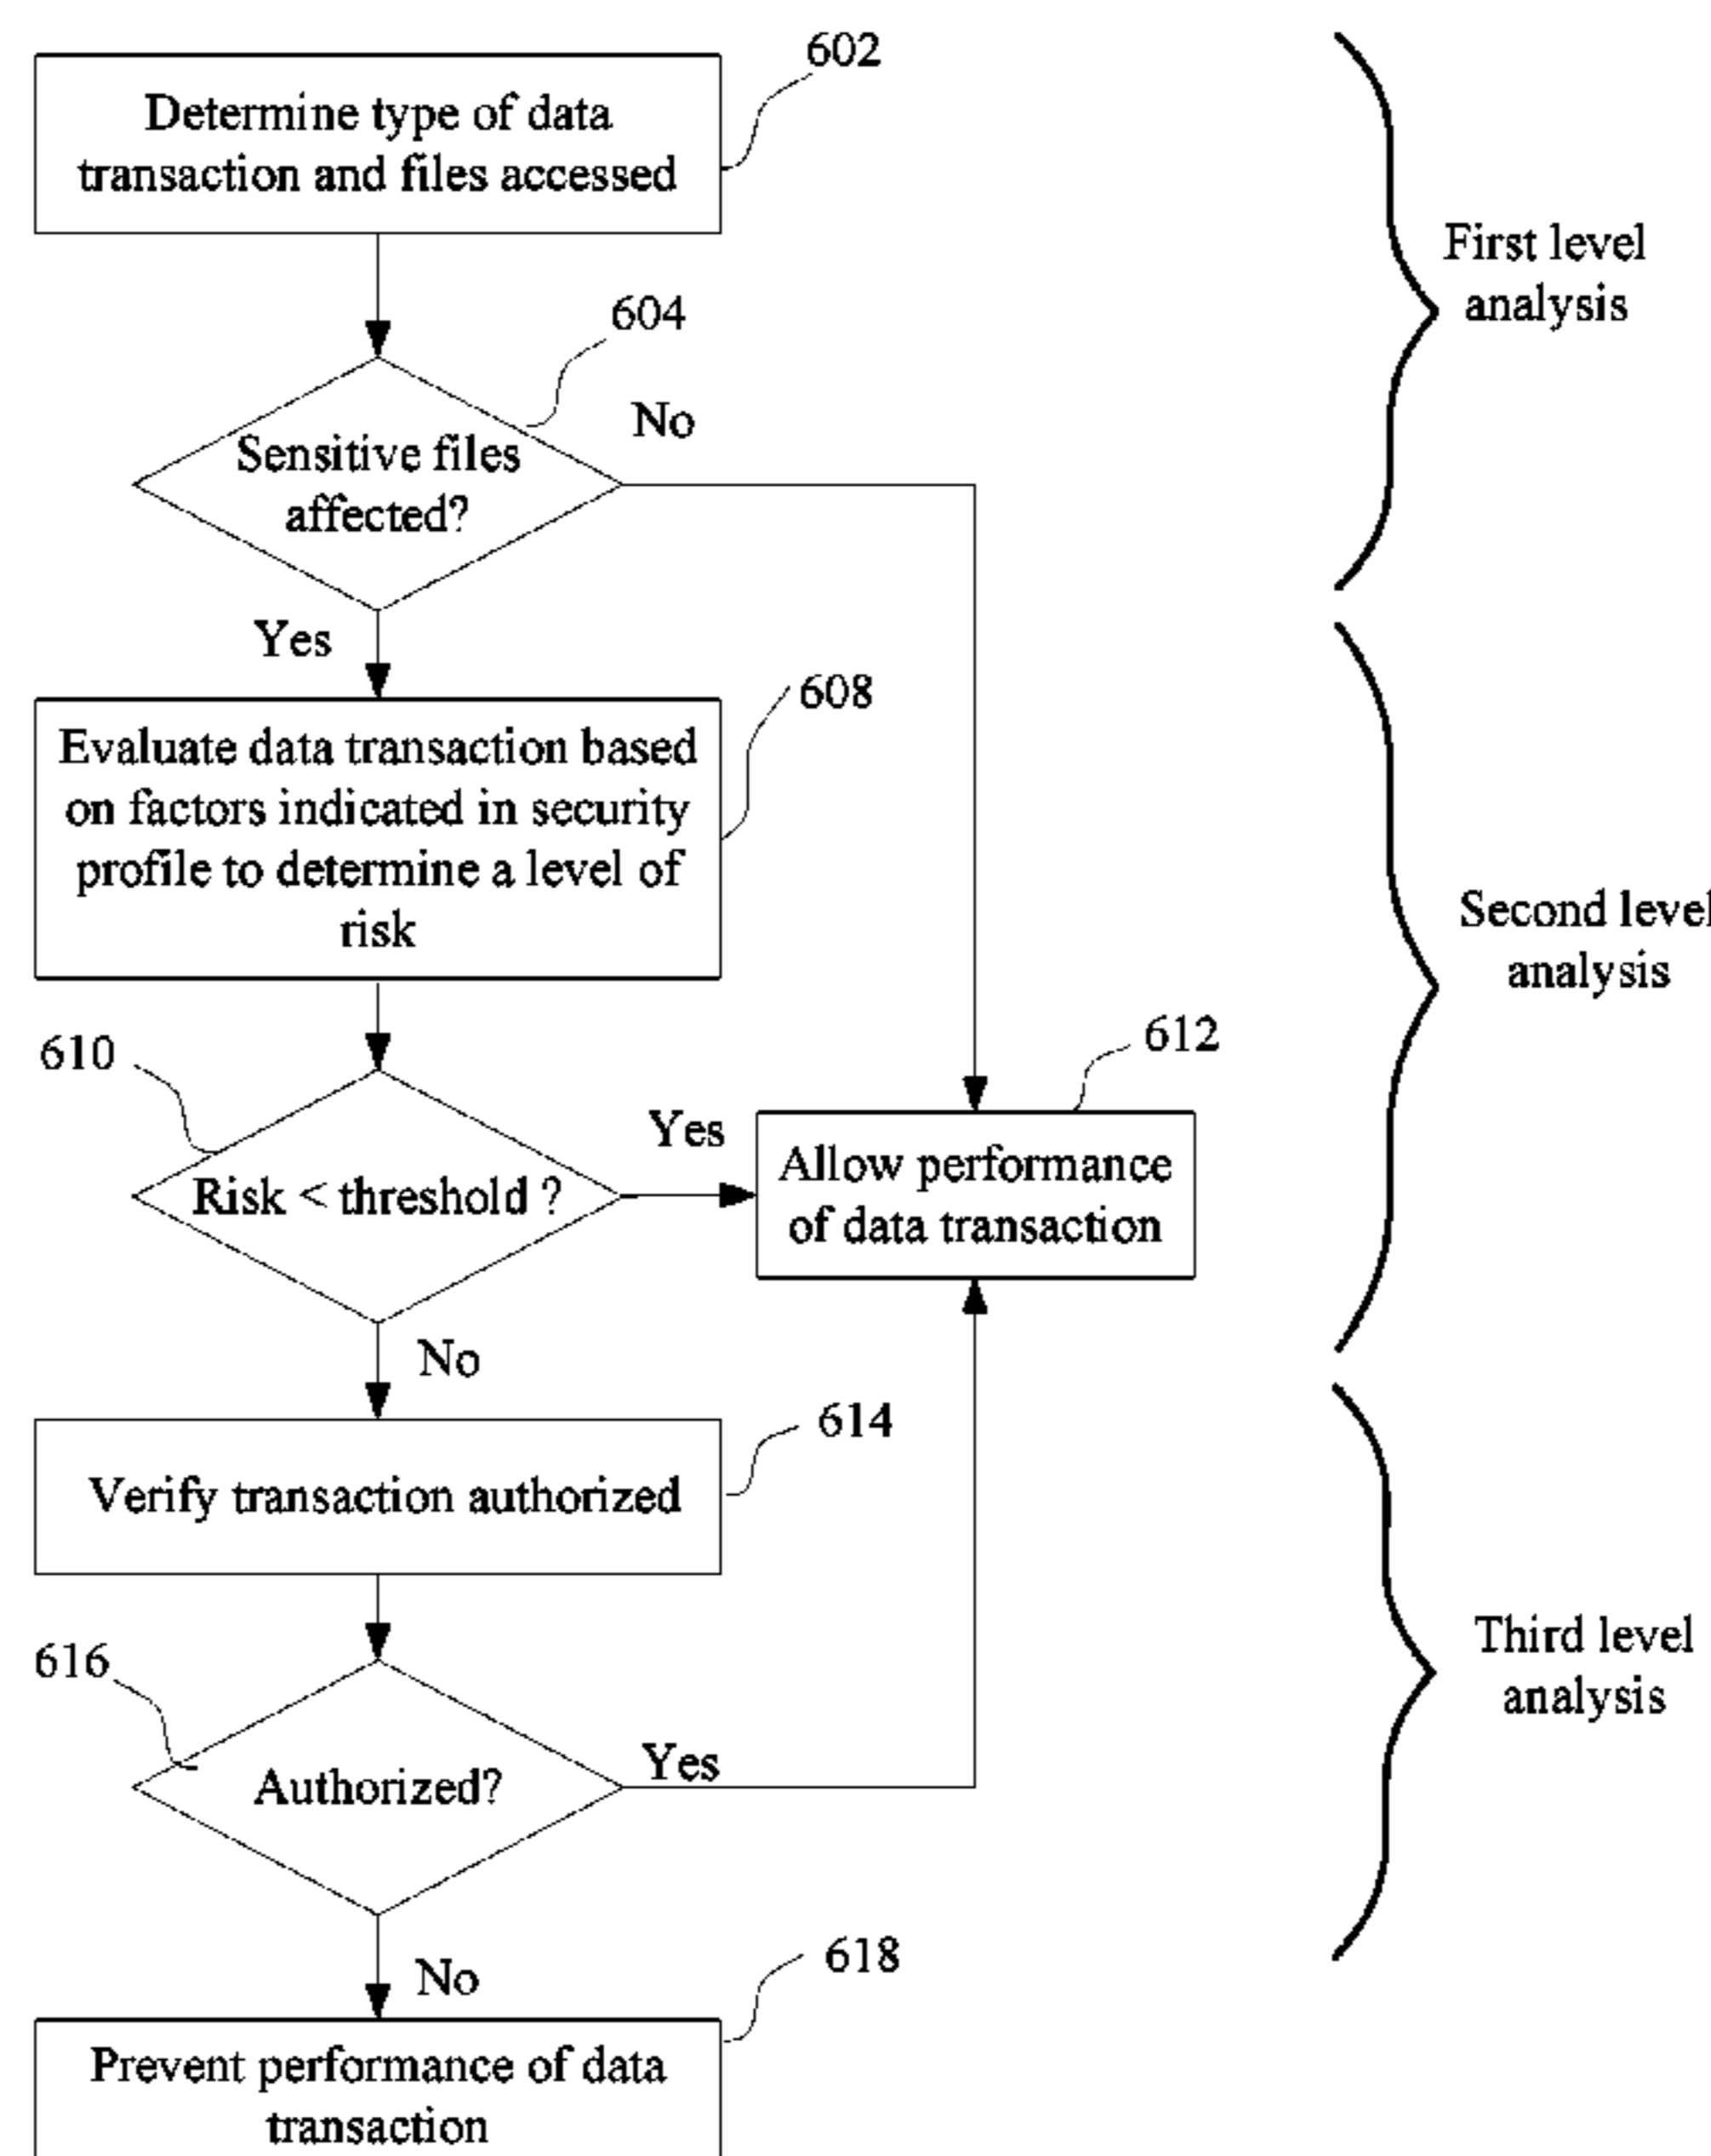 602
Determine type of data
transaction and files accessed
First level
analysis
604
No
Sensitive files
affected?
Yes
608
Evaluate data transaction based
on factors indicated in security
profile to determine a level of
risk
Second level
analysis
610
612
Yes
Risk < threshold ?
Allow performance
of data transaction
No
614
Verify transaction authorized
Third level
analysis
616
Yes
Authorized?
No
618
Prevent performance of data
transaction